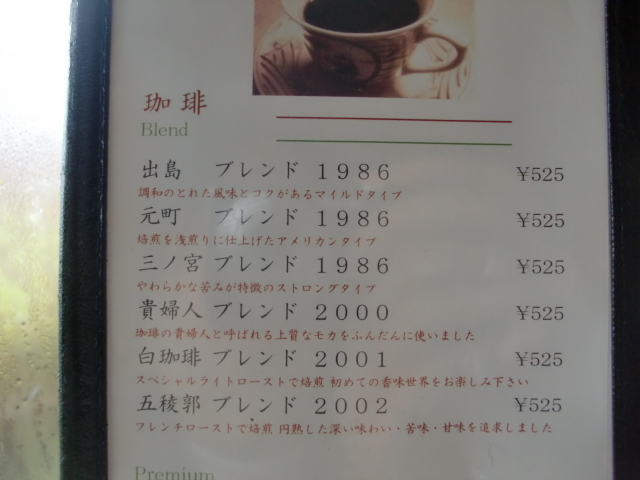 珈琲
Blend
出島 ブレンド 1986 ¥525
調和のとれた風味とコクがあるマイルドタイプ
元町 ブレンド 1986 ¥525
焙煎を浅煎りに仕上げたアメリカンタイプ
三ノ宮 ブレンド 1986 ¥525
やわらかな苦みが特徴のストロングタイプ
貴婦人 ブレンド 2000 ¥525
珈琲の貴婦人と呼ばれる上質なモカをふんだんに使いました
白珈琲 ブレンド 2001 ¥525
スペシャルライトローストで焙煎 初めての香味世界をお楽しみ下さい
五稜郭 ブレンド 2002 ¥525
フレンチローストで焙煎 円熟した深い味わい・苦味・甘味を追求しました
Premium